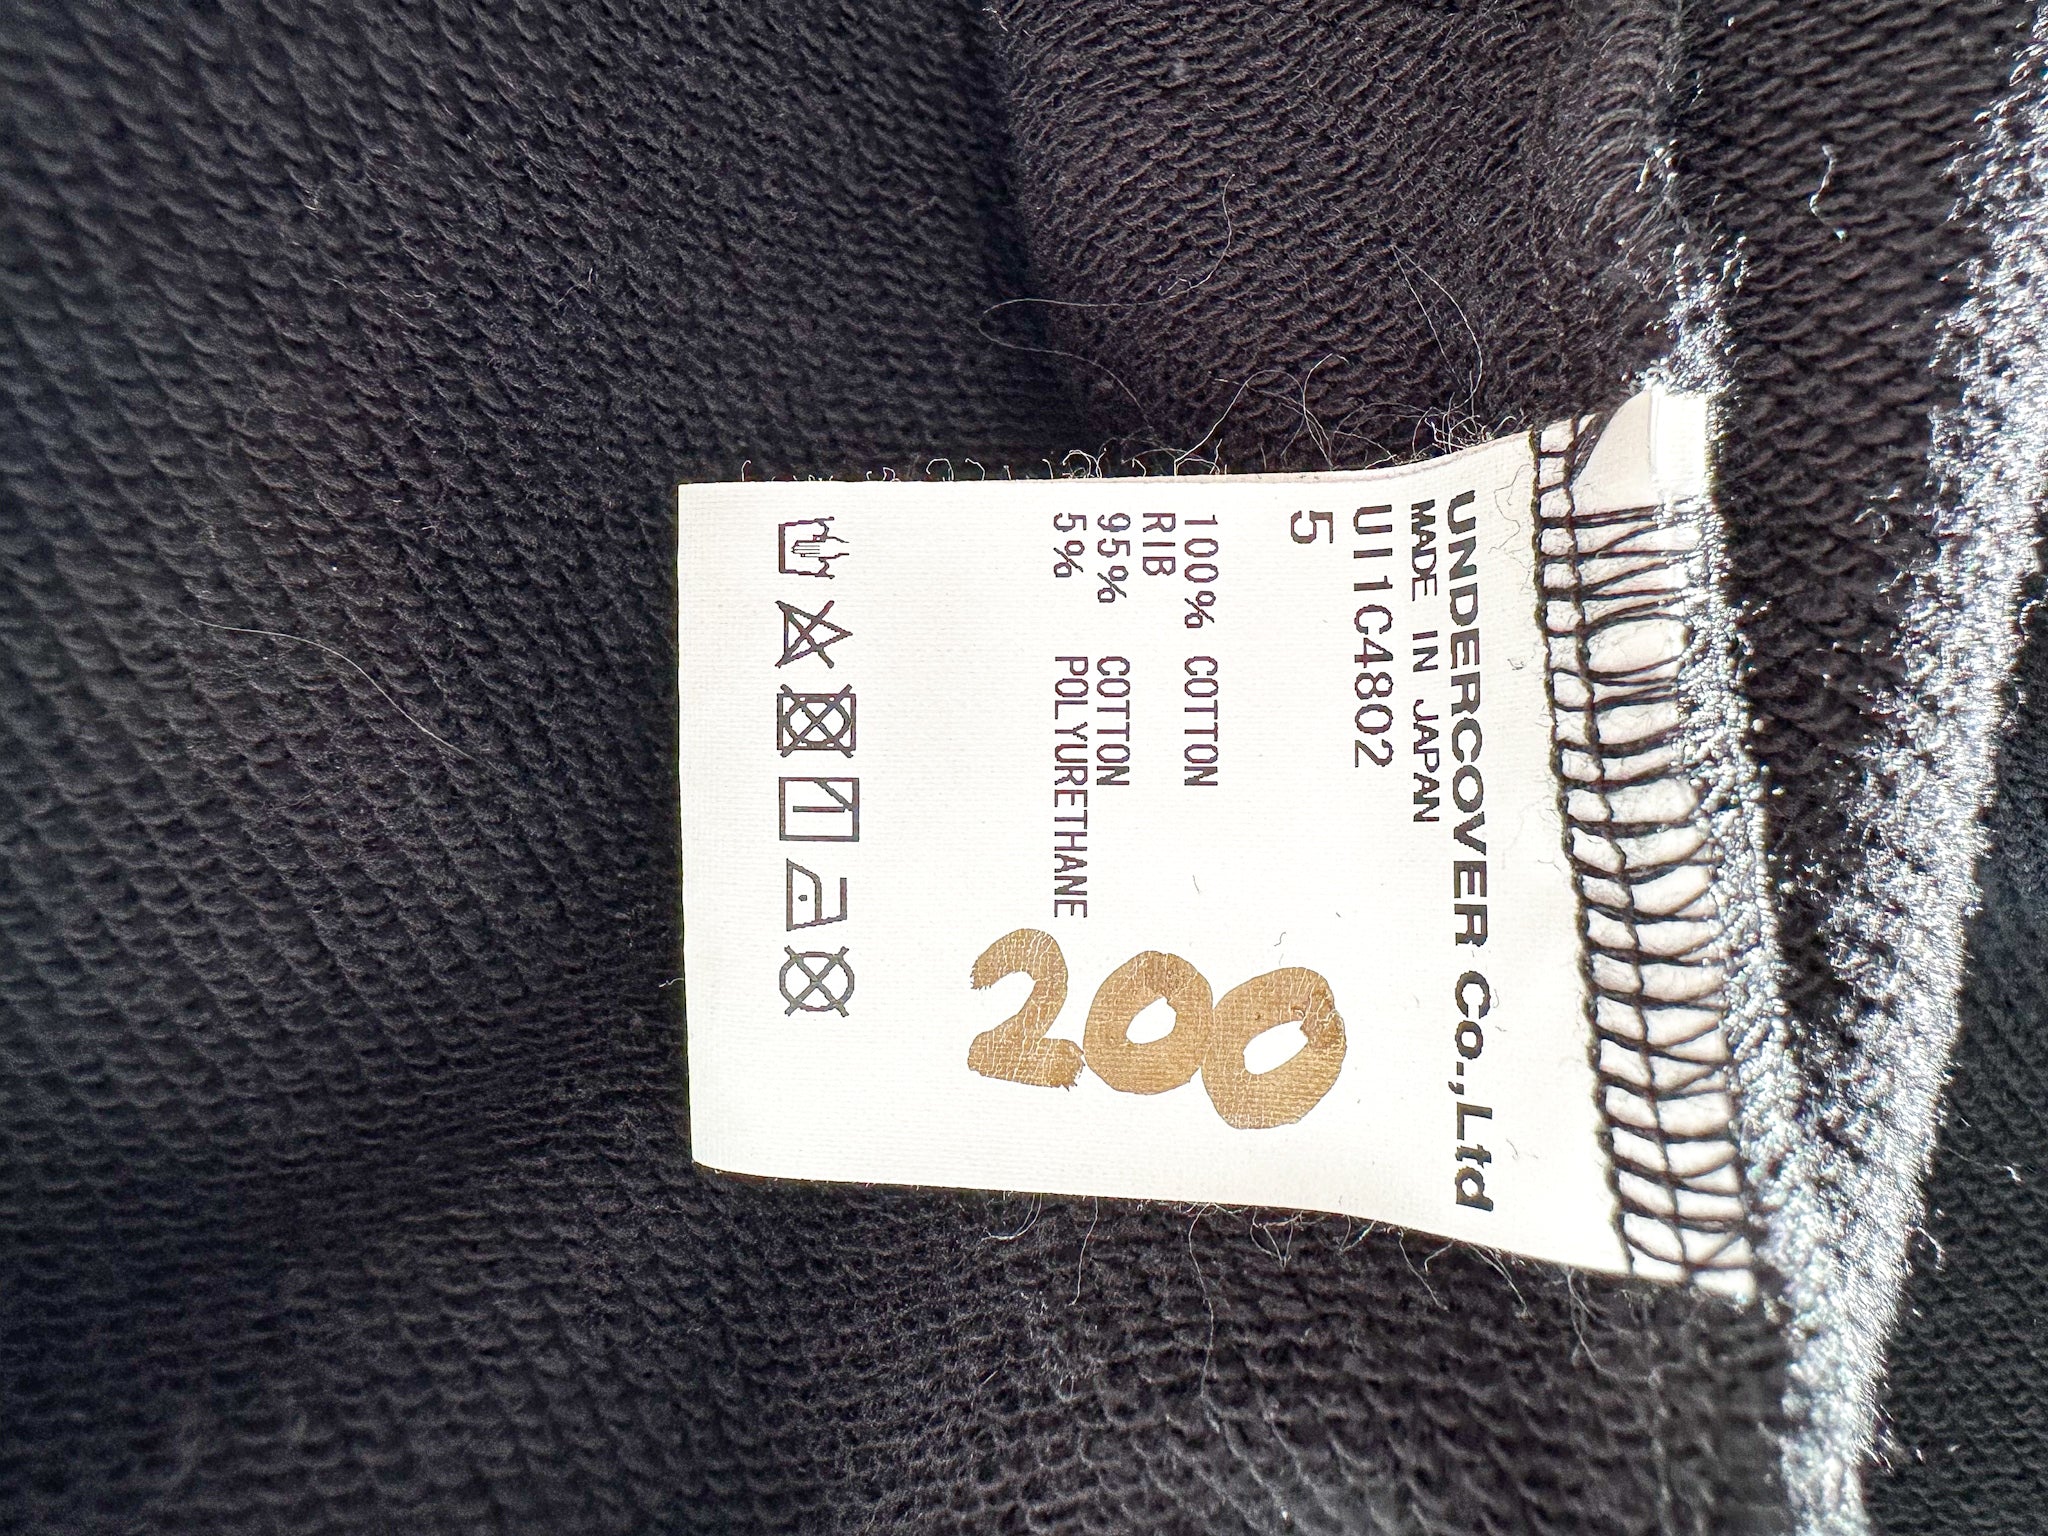 UNDERCOVER Co.,Ltd
MADE IN JAPAN
UI1C4802
5
100% COTTON
RIB
95% COTTON
5% POLYURETHANE
200